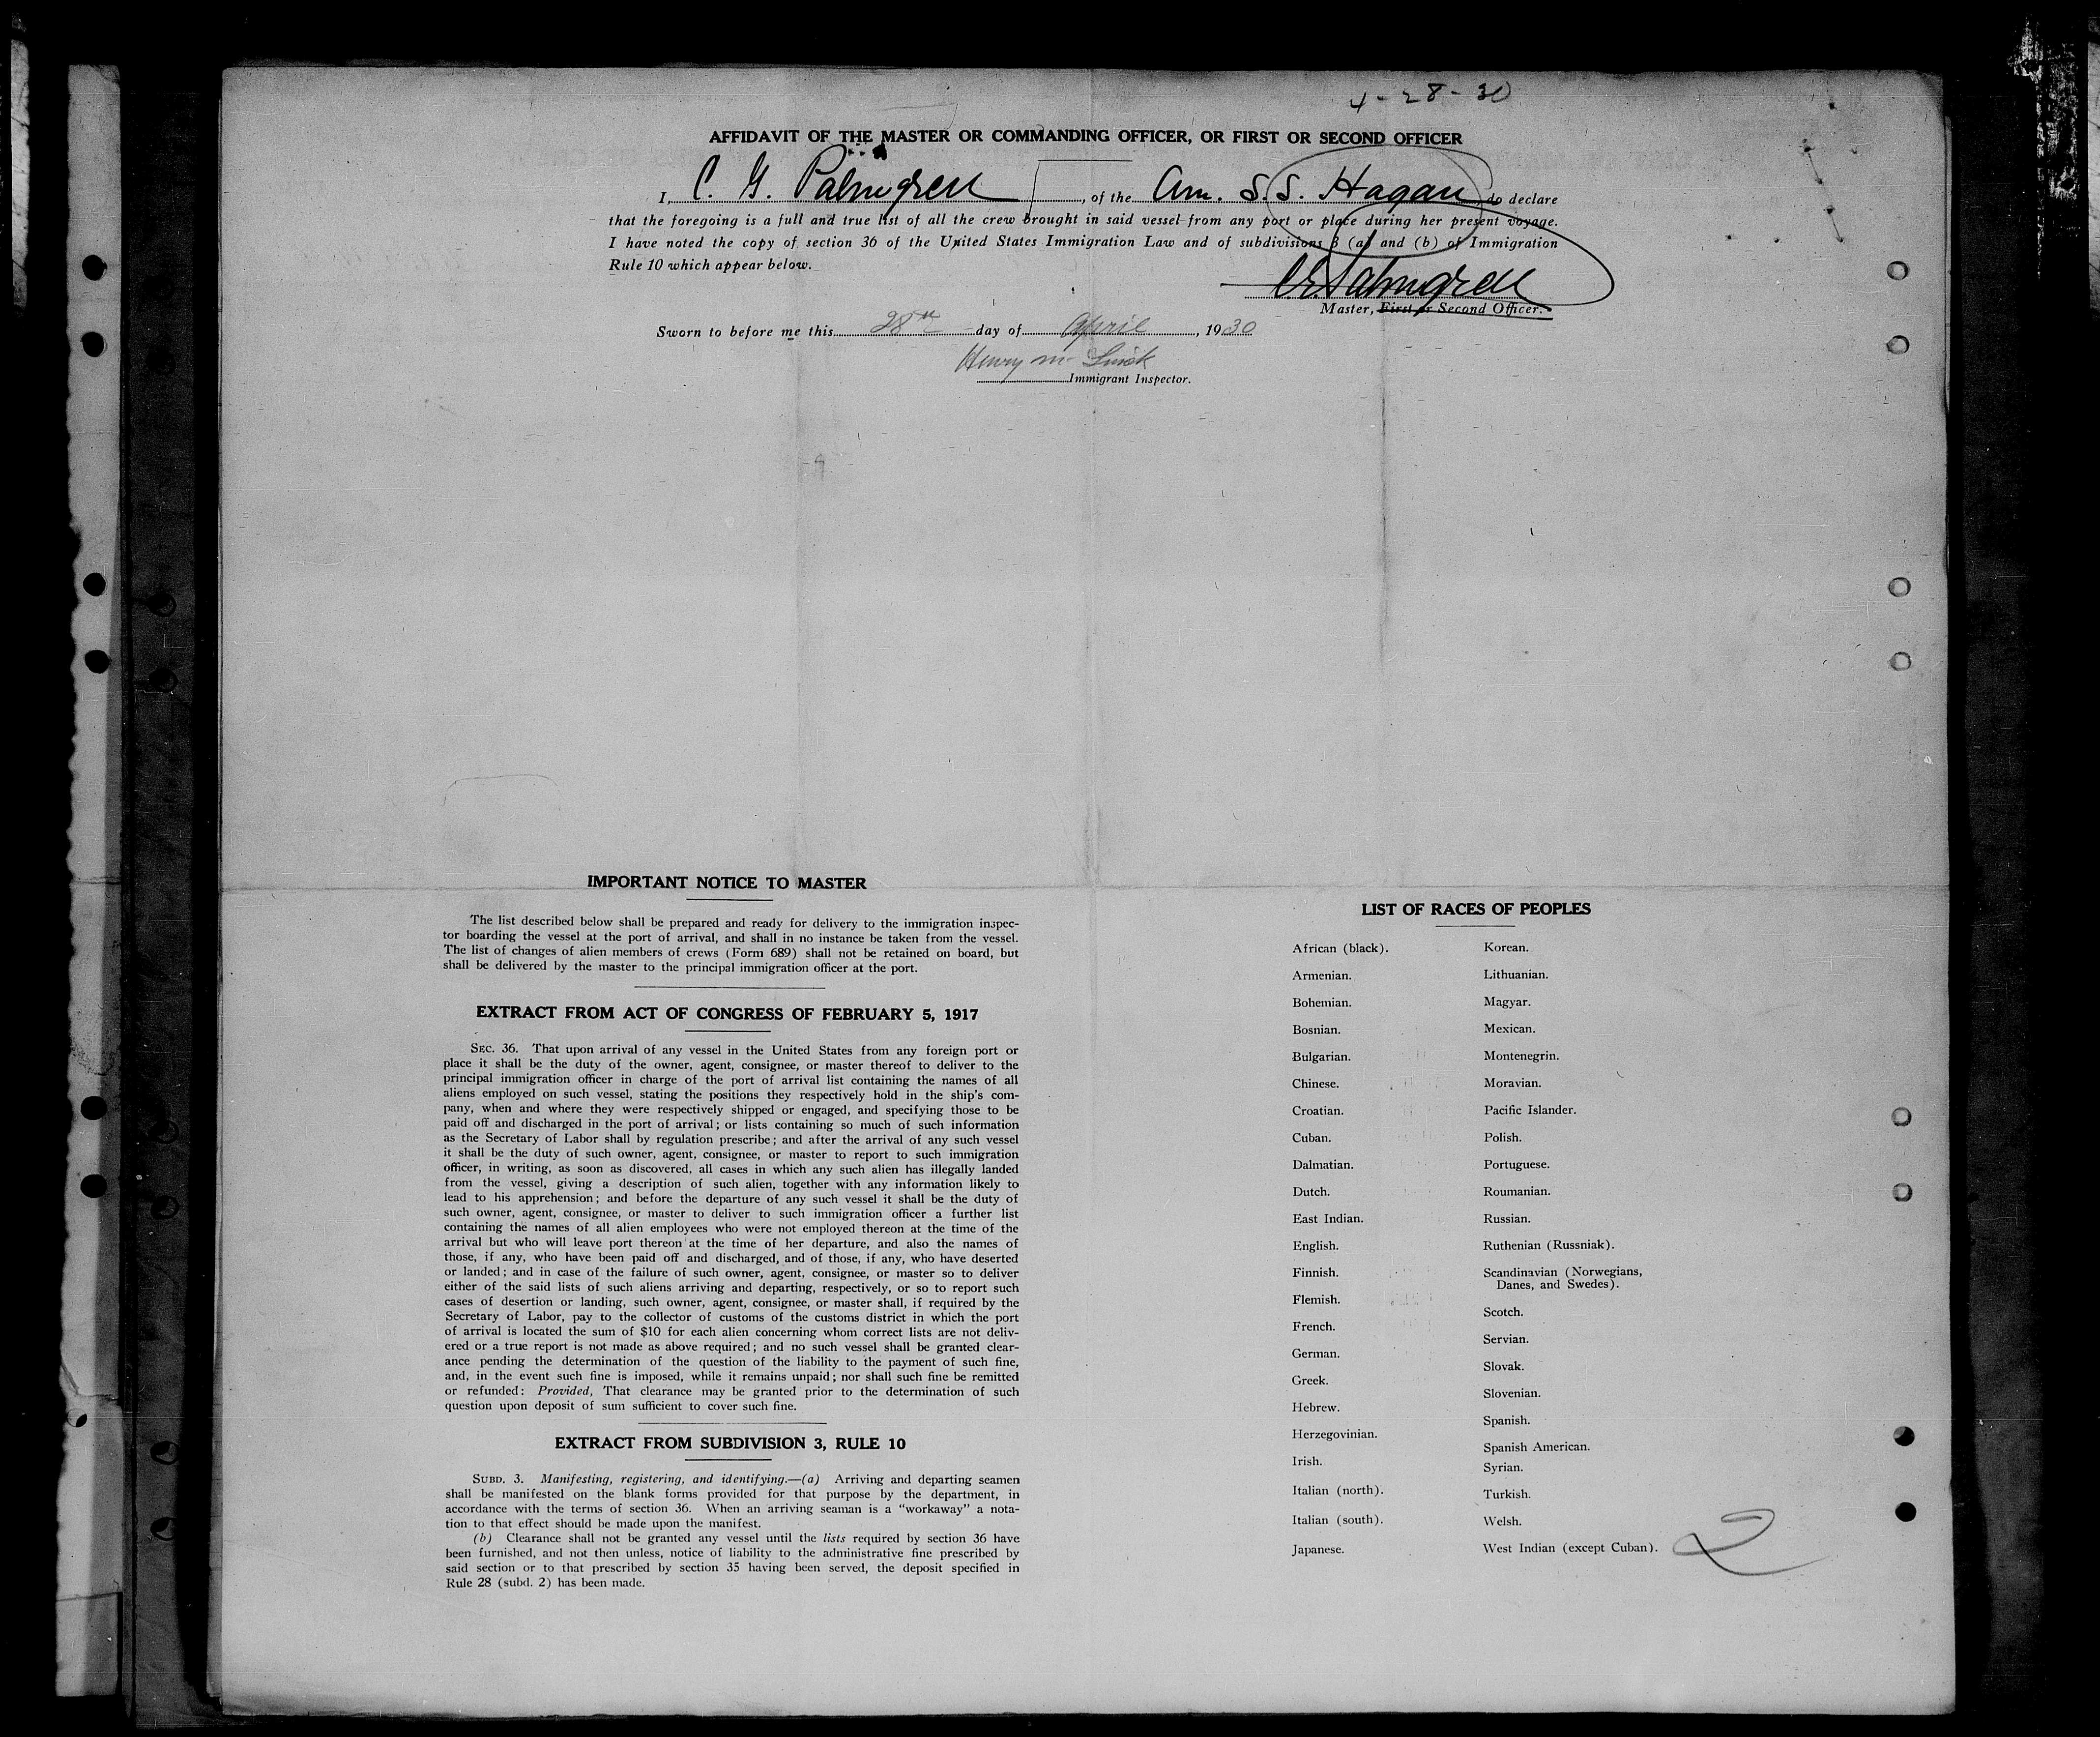 4-28-30
AFFIDAVIT OF THE MASTER OR COMMANDING OFFICER, OR FIRST OR SECOND OFFICER
I, C. G. Palmgren, of the Am. S.S. Hagan, do declare
that the foregoing is a full and true list of all the crew brought in said vessel from any port or place during her present voyage.
I have noted the copy of section 36 of the United States Immigration Law and of subdivisions 3 (a) and (b) of Immigration
Rule 10 which appear below.
C. G. Palmgren
Master, First or Second Officer.
Sworn to before me this 28th day of April, 1930
Henry M.
Immigrant Inspector.
IMPORTANT NOTICE TO MASTER
The list described below shall be prepared and ready for delivery to the immigration inspec-
tor boarding the vessel at the port of arrival, and shall in no instance be taken from the vessel.
The list of changes of alien members of crews (Form 689) shall not be retained on board, but
shall be delivered by the master to the principal immigration officer at the port.
EXTRACT FROM ACT OF CONGRESS OF FEBRUARY 5, 1917
SEC. 36. That upon arrival of any vessel in the United States from any foreign port or
place it shall be the duty of the owner, agent, consignee, or master thereof to deliver to the
principal immigration officer in charge of the port of arrival list containing the names of all
aliens employed on such vessel, stating the positions they respectively hold in the ship's com-
pany, when and where they were respectively shipped or engaged, and specifying those to be
paid off and discharged in the port of arrival; or lists containing so much of such information
as the Secretary of Labor shall by regulation prescribe; and after the arrival of any such vessel
it shall be the duty of such owner, agent, consignee, or master to report to such immigration
officer, in writing, as soon as discovered, all cases in which any such alien has illegally landed
from the vessel, giving a description of such alien, together with any information likely to
lead to his apprehension; and before the departure of any such vessel it shall be the duty of
such owner, agent, consignee, or master to deliver to such immigration officer a further list
containing the names of all alien employees who were not employed thereon at the time of the
arrival but who will leave port thereon at the time of her departure, and also the names of
those, if any, who have been paid off and discharged, and of those, if any, who have deserted
or landed; and in case of the failure of such owner, agent, consignee, or master so to deliver
either of the said lists of such aliens arriving and departing, respectively, or so to report such
cases of desertion or landing, such owner, agent, consignee, or master shall, if required by the
Secretary of Labor, pay to the collector of customs of the customs district in which the port
of arrival is located the sum of $10 for each alien concerning whom correct lists are not deliv-
ered or a true report is not made as above required; and no such vessel shall be granted clear-
ance pending the determination of the question of the liability to the payment of such fine,
and, in the event such fine is imposed, while it remains unpaid; nor shall such fine be remitted
or refunded: Provided, That clearance may be granted prior to the determination of such
question upon deposit of sum sufficient to cover such fine.
EXTRACT FROM SUBDIVISION 3, RULE 10
SUBD. 3. Manifesting, registering, and identifying.—(a) Arriving and departing seamen
shall be manifested on the blank forms provided for that purpose by the department, in
accordance with the terms of section 36. When an arriving seaman is a "workaway" a nota-
tion to that effect should be made upon the manifest.
(b) Clearance shall not be granted any vessel until the lists required by section 36 have
been furnished, and not then unless, notice of liability to the administrative fine prescribed by
said section or to that prescribed by section 35 having been served, the deposit specified in
Rule 28 (subd. 2) has been made.
LIST OF RACES OF PEOPLES
African (black).
Armenian.
Bohemian.
Bosnian.
Bulgarian.
Chinese.
Croatian.
Cuban.
Dalmatian.
Dutch.
East Indian.
English.
Finnish.
Flemish.
French.
German.
Greek.
Hebrew.
Herzegovinian.
Irish.
Italian (north).
Italian (south).
Japanese.
Korean.
Lithuanian.
Magyar.
Mexican.
Montenegrin.
Moravian.
Pacific Islander.
Polish.
Portuguese.
Roumanian.
Russian.
Ruthenian (Russniak).
Scandinavian (Norwegians,
Danes, and Swedes).
Scotch.
Servian.
Slovak.
Slovenian.
Spanish.
Spanish American.
Syrian.
Turkish.
Welsh.
West Indian (except Cuban).
2